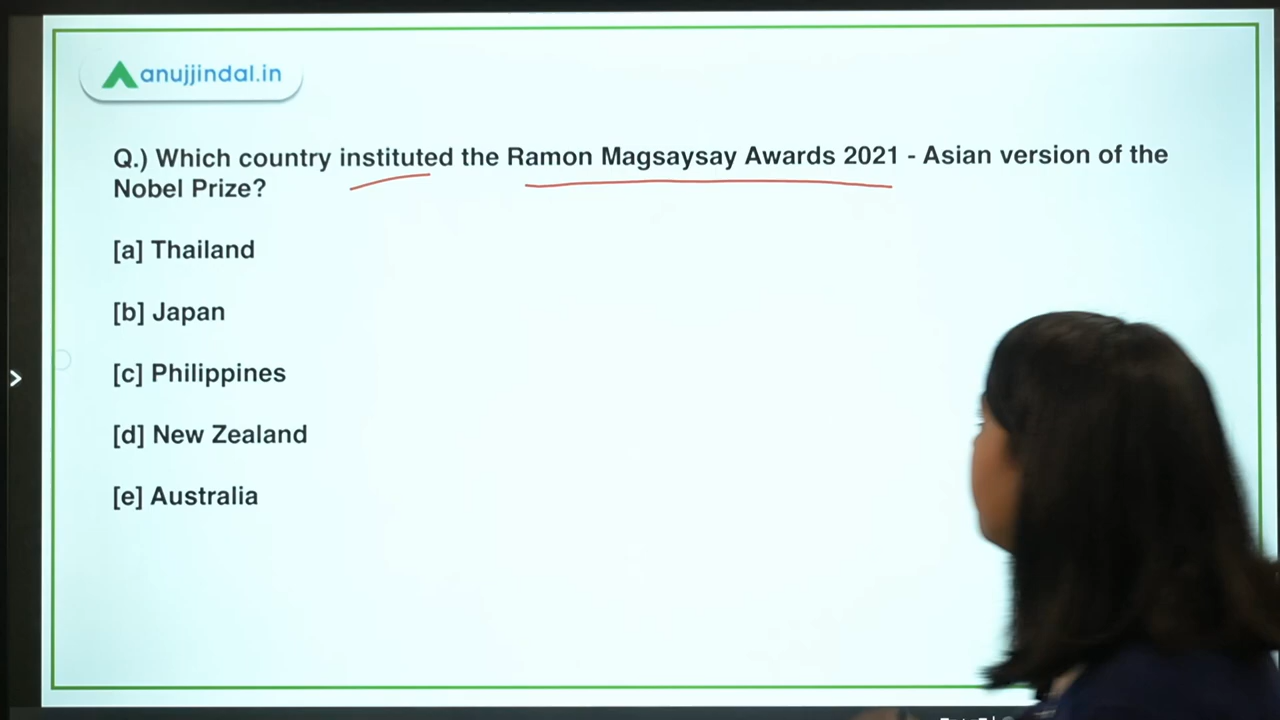 anujjindal.in
Q.) Which country instituted the Ramon Magsaysay Awards 2021 - Asian version of the
Nobel Prize?
[a] Thailand
[b] Japan
[c] Philippines
[d] New Zealand
[e] Australia